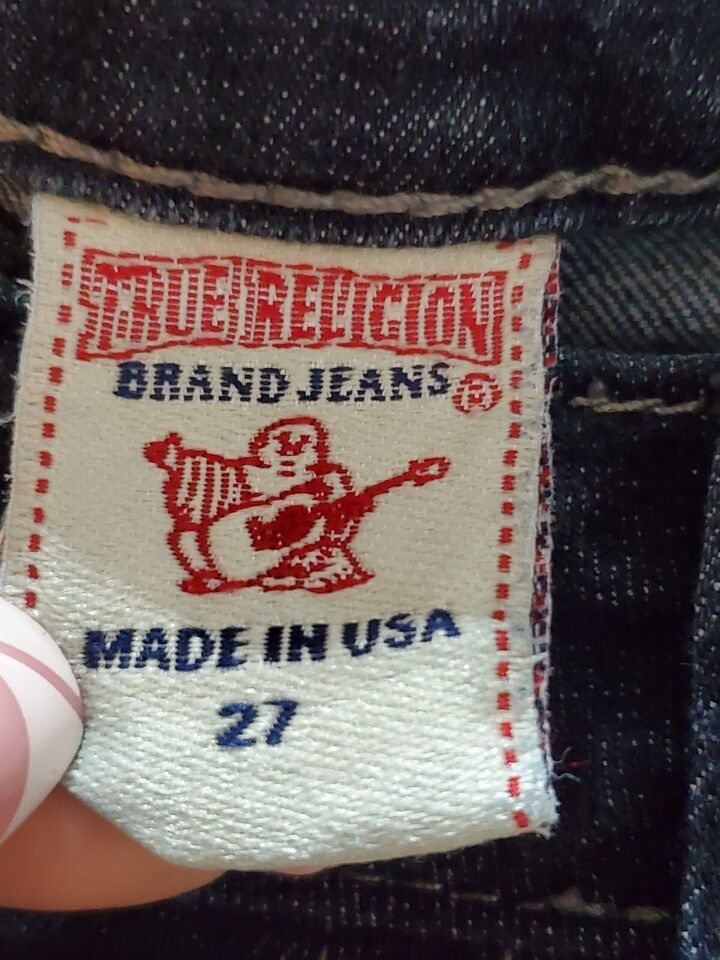 TRUE RELIGION
BRAND JEANS®
MADE IN USA
27